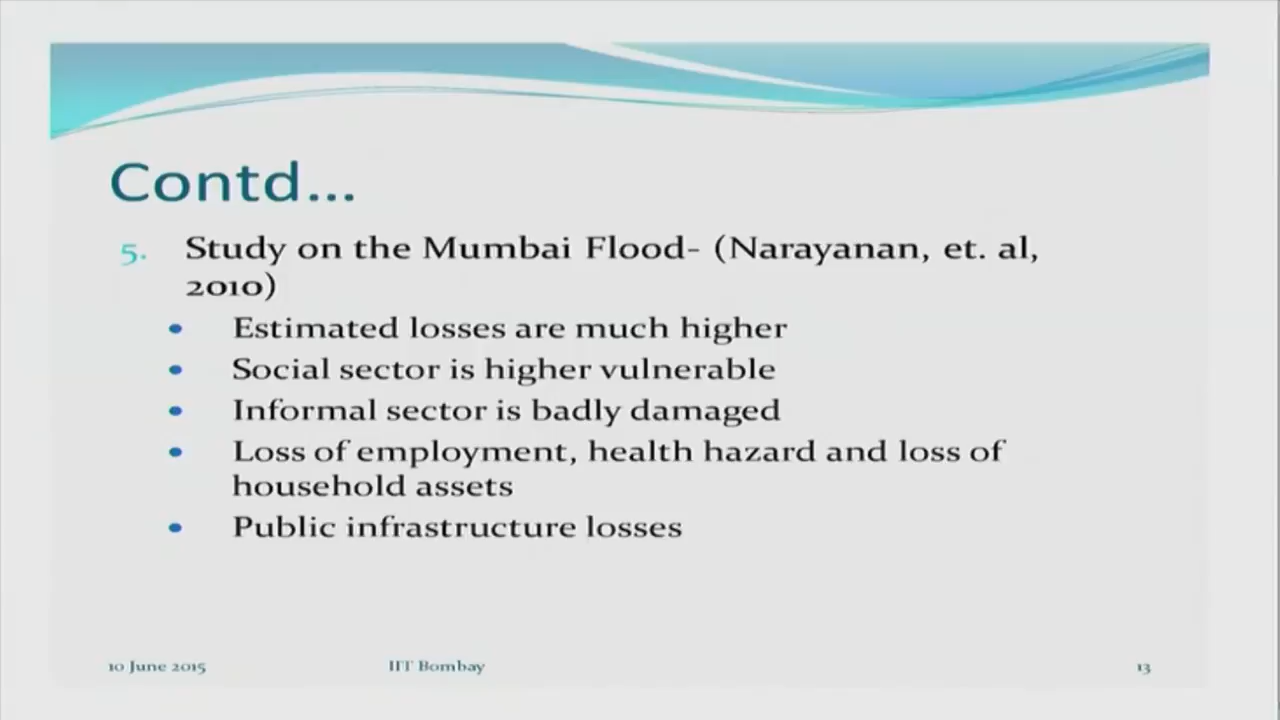 Contd...
5. Study on the Mumbai Flood- (Narayanan, et. al,
2010)
• Estimated losses are much higher
• Social sector is higher vulnerable
• Informal sector is badly damaged
• Loss of employment, health hazard and loss of
household assets
• Public infrastructure losses
10 June 2015 IIT Bombay 13